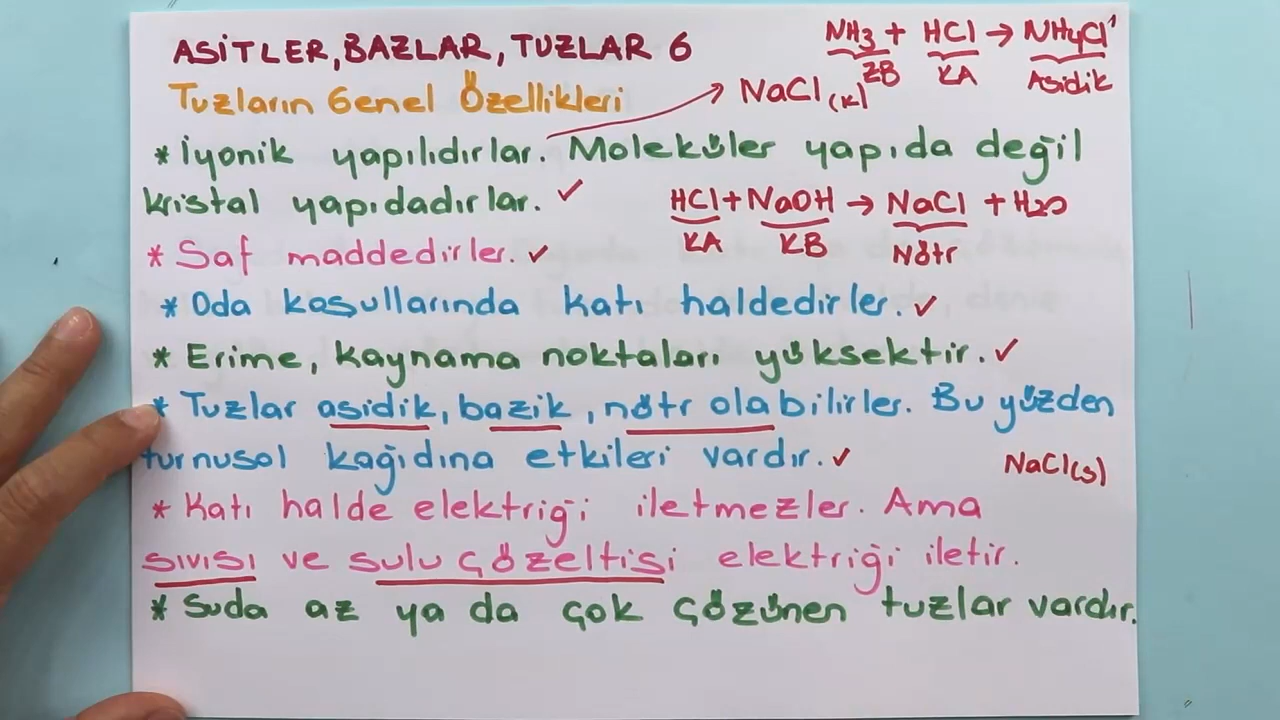 ASİTLER, BAZLAR, TUZLAR 6
NH3 + HCl → NH4Cl
ZB KA Asidik
Tuzların Genel Özellikleri
NaCl(k)
* İyonik yapılıdırlar. Moleküler yapıda değil
kristal yapıdadırlar. ✓
HCl + NaOH → NaCl + H2O
KA KB Nötr
* Saf maddedirler. ✓
* Oda koşullarında katı haldedirler. ✓
* Erime, kaynama noktaları yüksektir. ✓
* Tuzlar asidik, bazik, nötr olabilirler. Bu yüzden
turnusol kağıdına etkileri vardır. ✓
NaCl(s)
* Katı halde elektriği iletmezler. Ama
sıvısı ve sulu çözeltisi elektriği iletir.
* Suda az ya da çok çözünen tuzlar vardır.